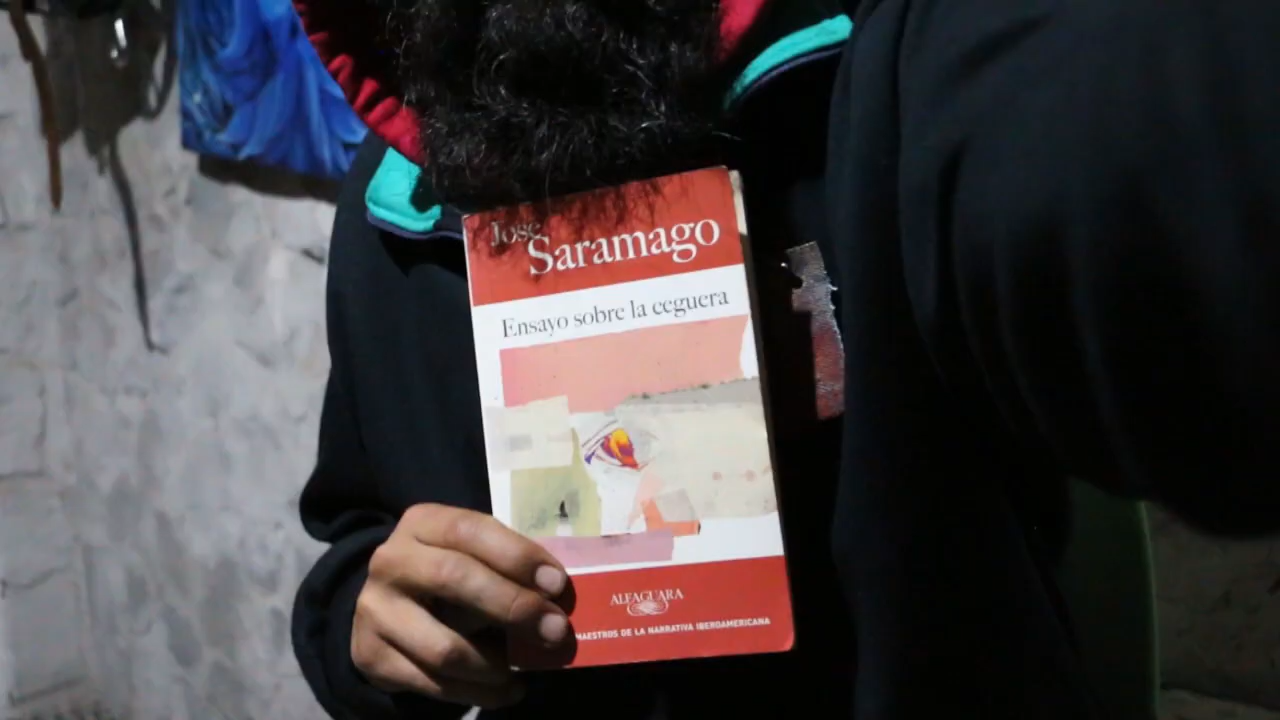 José
Saramago
Ensayo sobre la ceguera
ALFAGUARA
MAESTROS DE LA NARRATIVA IBEROAMERICANA